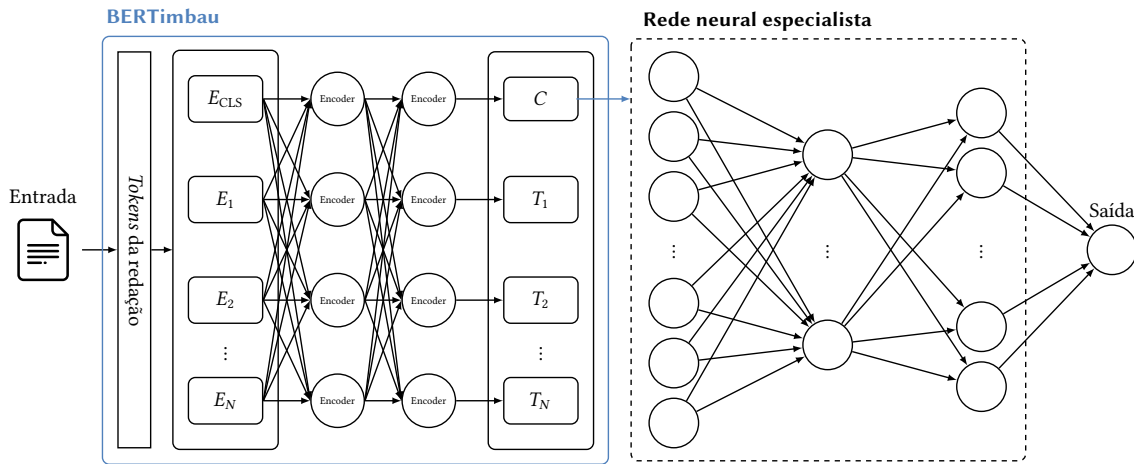 BERTimbau
Rede neural especialista
Entrada
Tokens da redação
E_CLS
E_1
E_2
⋮
E_N
Encoder
Encoder
Encoder
Encoder
Encoder
Encoder
Encoder
Encoder
C
T_1
T_2
⋮
T_N
...
...
...
Saída